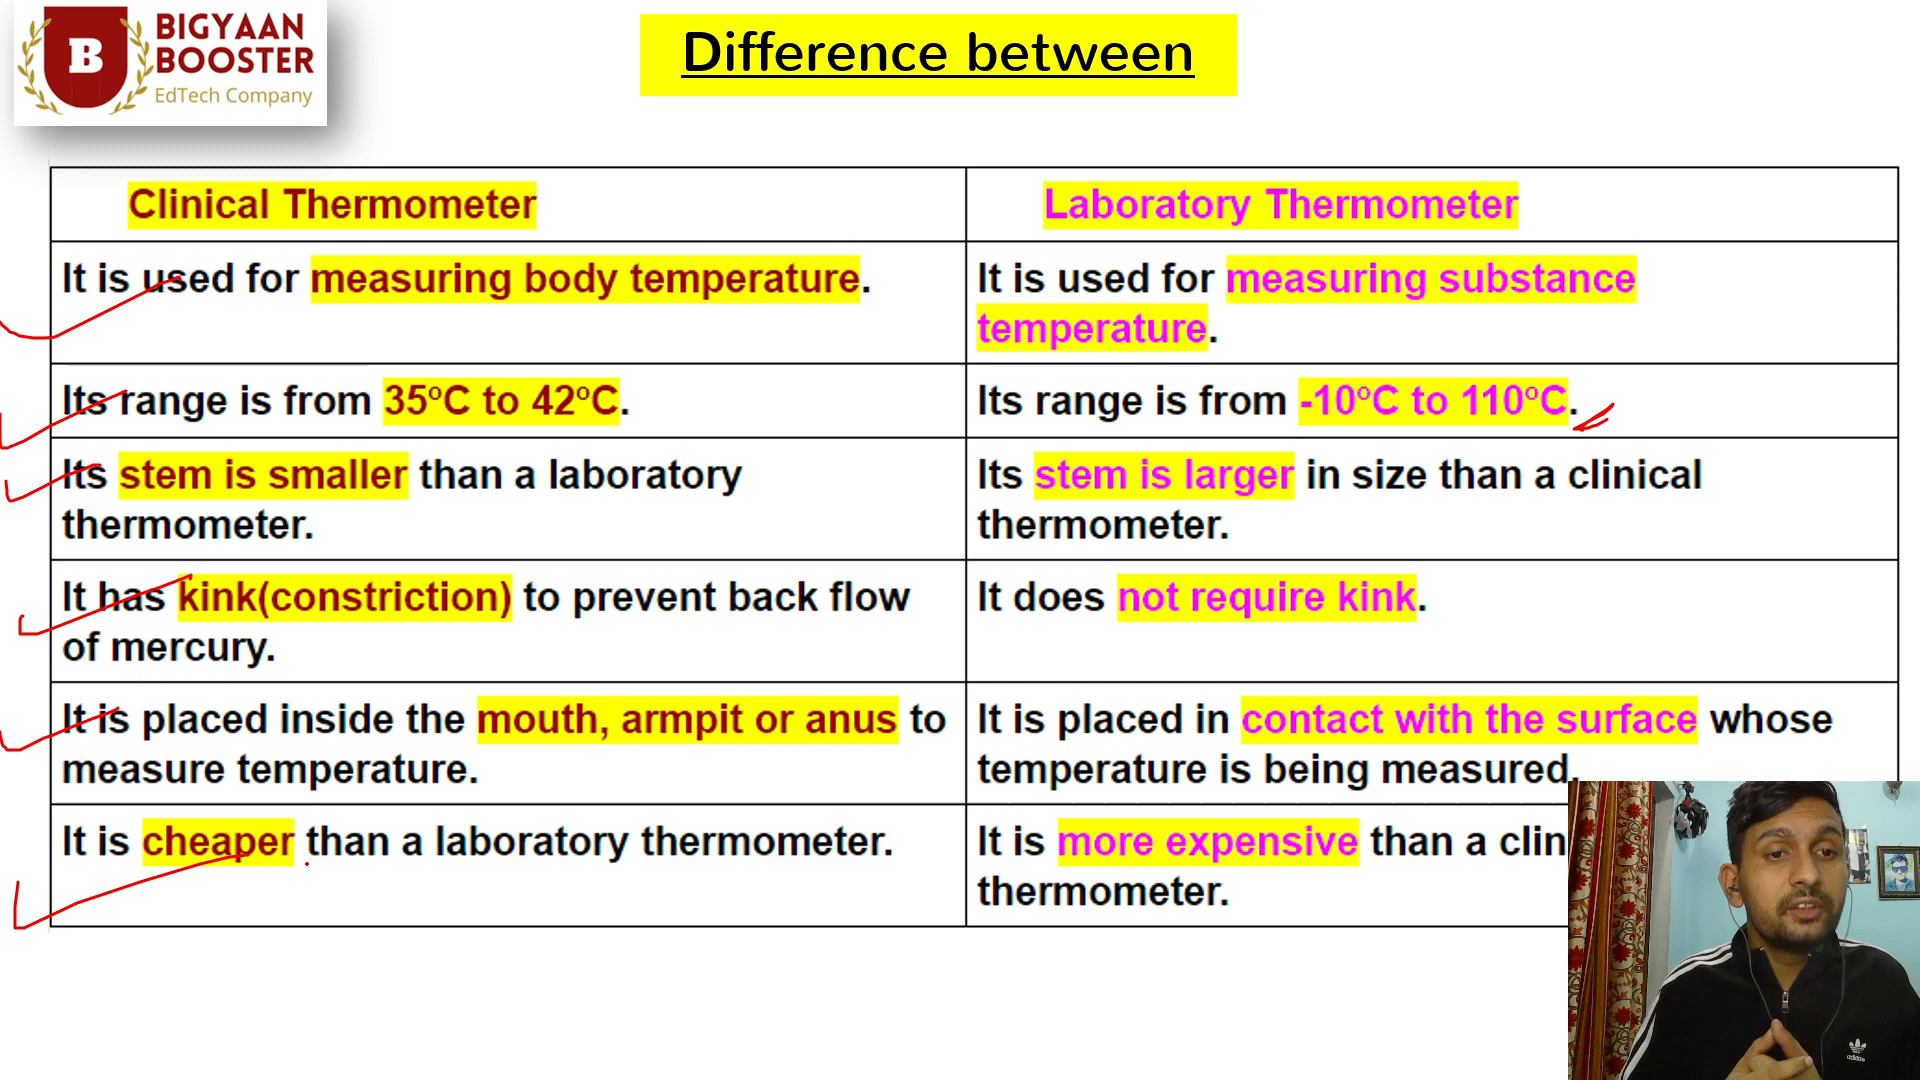 BIGYAAN
BOOSTER
EdTech Company
B
Difference between
Clinical Thermometer
Laboratory Thermometer
It is used for measuring body temperature.
It is used for measuring substance
temperature.
Its range is from 35ºC to 42ºC.
Its range is from -10ºC to 110ºC.
Its stem is smaller than a laboratory
thermometer.
Its stem is larger in size than a clinical
thermometer.
It has kink(constriction) to prevent back flow
of mercury.
It does not require kink.
It is placed inside the mouth, armpit or anus to
measure temperature.
It is placed in contact with the surface whose
temperature is being measured.
It is cheaper than a laboratory thermometer.
It is more expensive than a clin
thermometer.
adidas